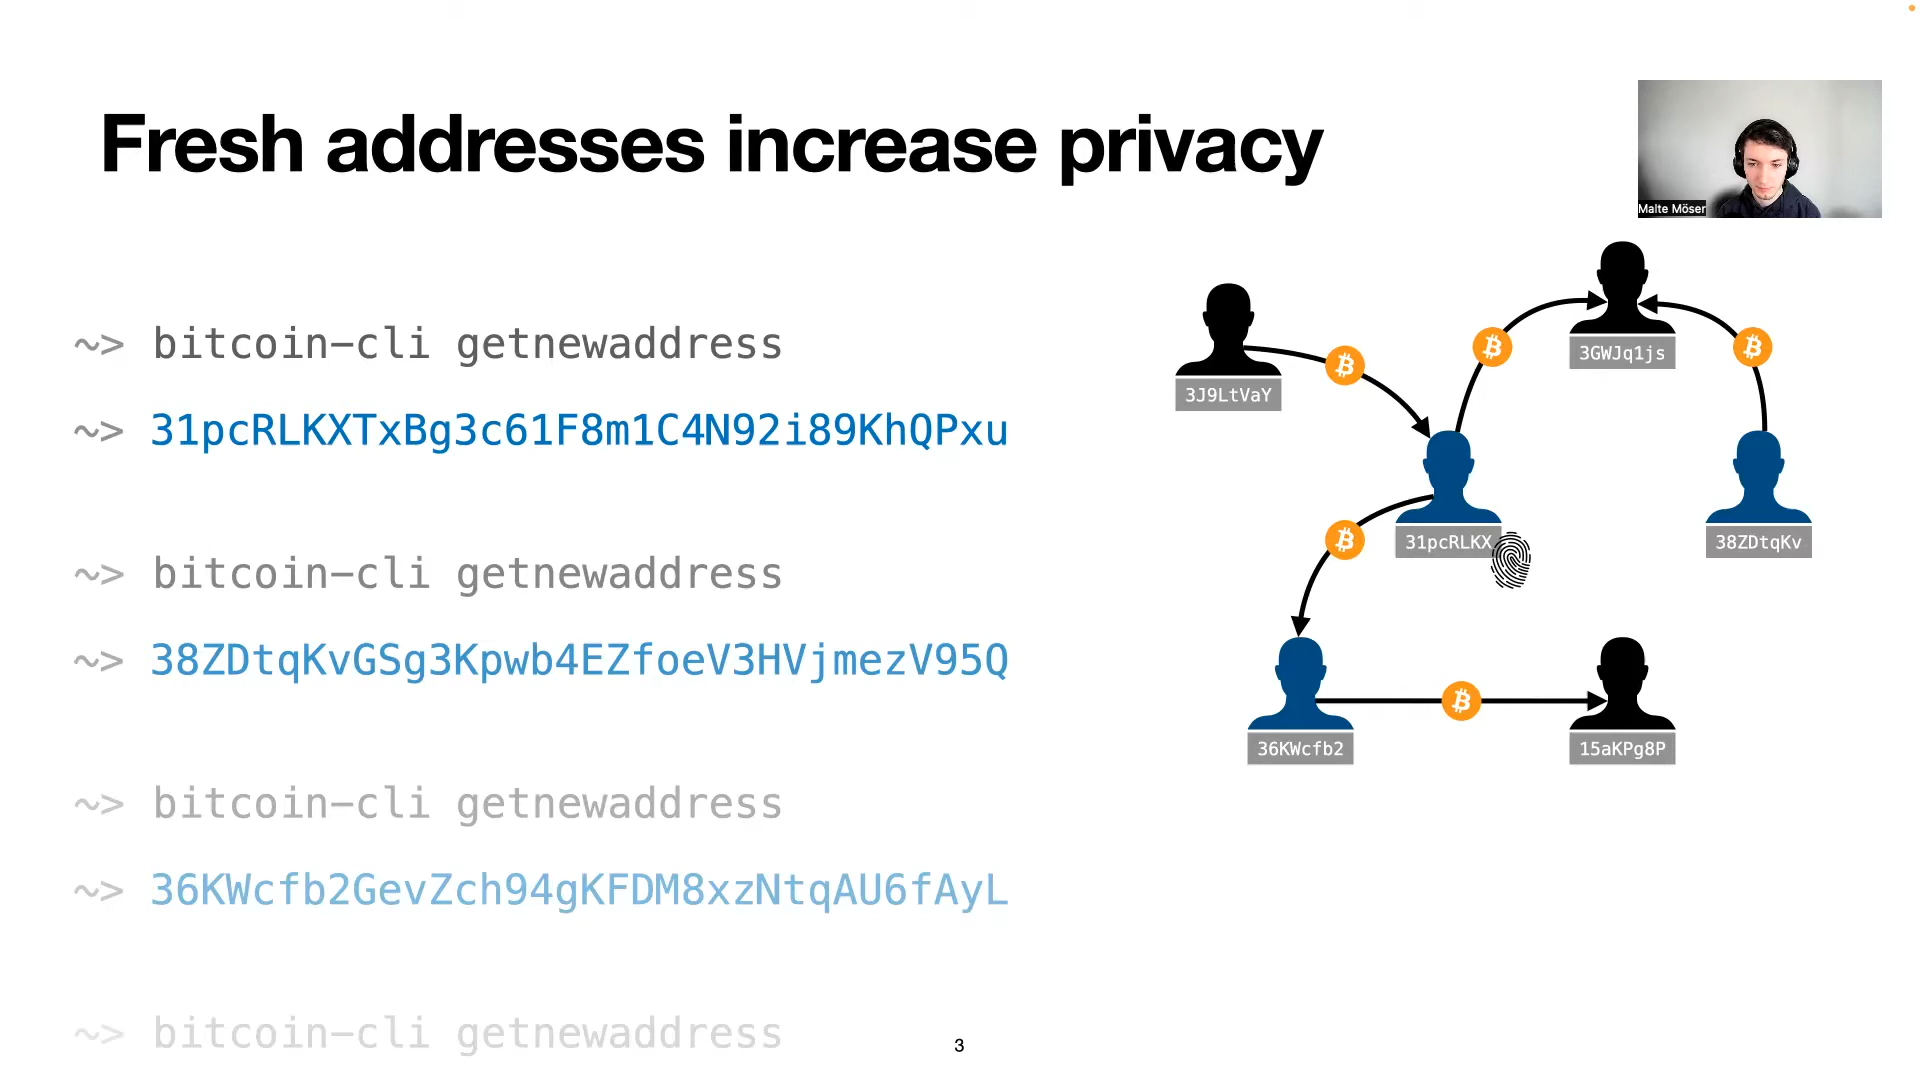 Fresh addresses increase privacy
Malte Möser
~> bitcoin-cli getnewaddress
~> 31pcRLKXTxBg3c61F8m1C4N92i89KhQPxu
~> bitcoin-cli getnewaddress
~> 38ZDtqKvGSg3Kpwb4EZfoeV3HVjmezV95Q
~> bitcoin-cli getnewaddress
~> 36KWcfb2GevZch94gKFDM8xzNtqAU6fAyL
~> bitcoin-cli getnewaddress
3GWJq1js
3J9LtVaY
31pcRLKX
38ZDtqKv
36KWcfb2
15aKPg8P
3